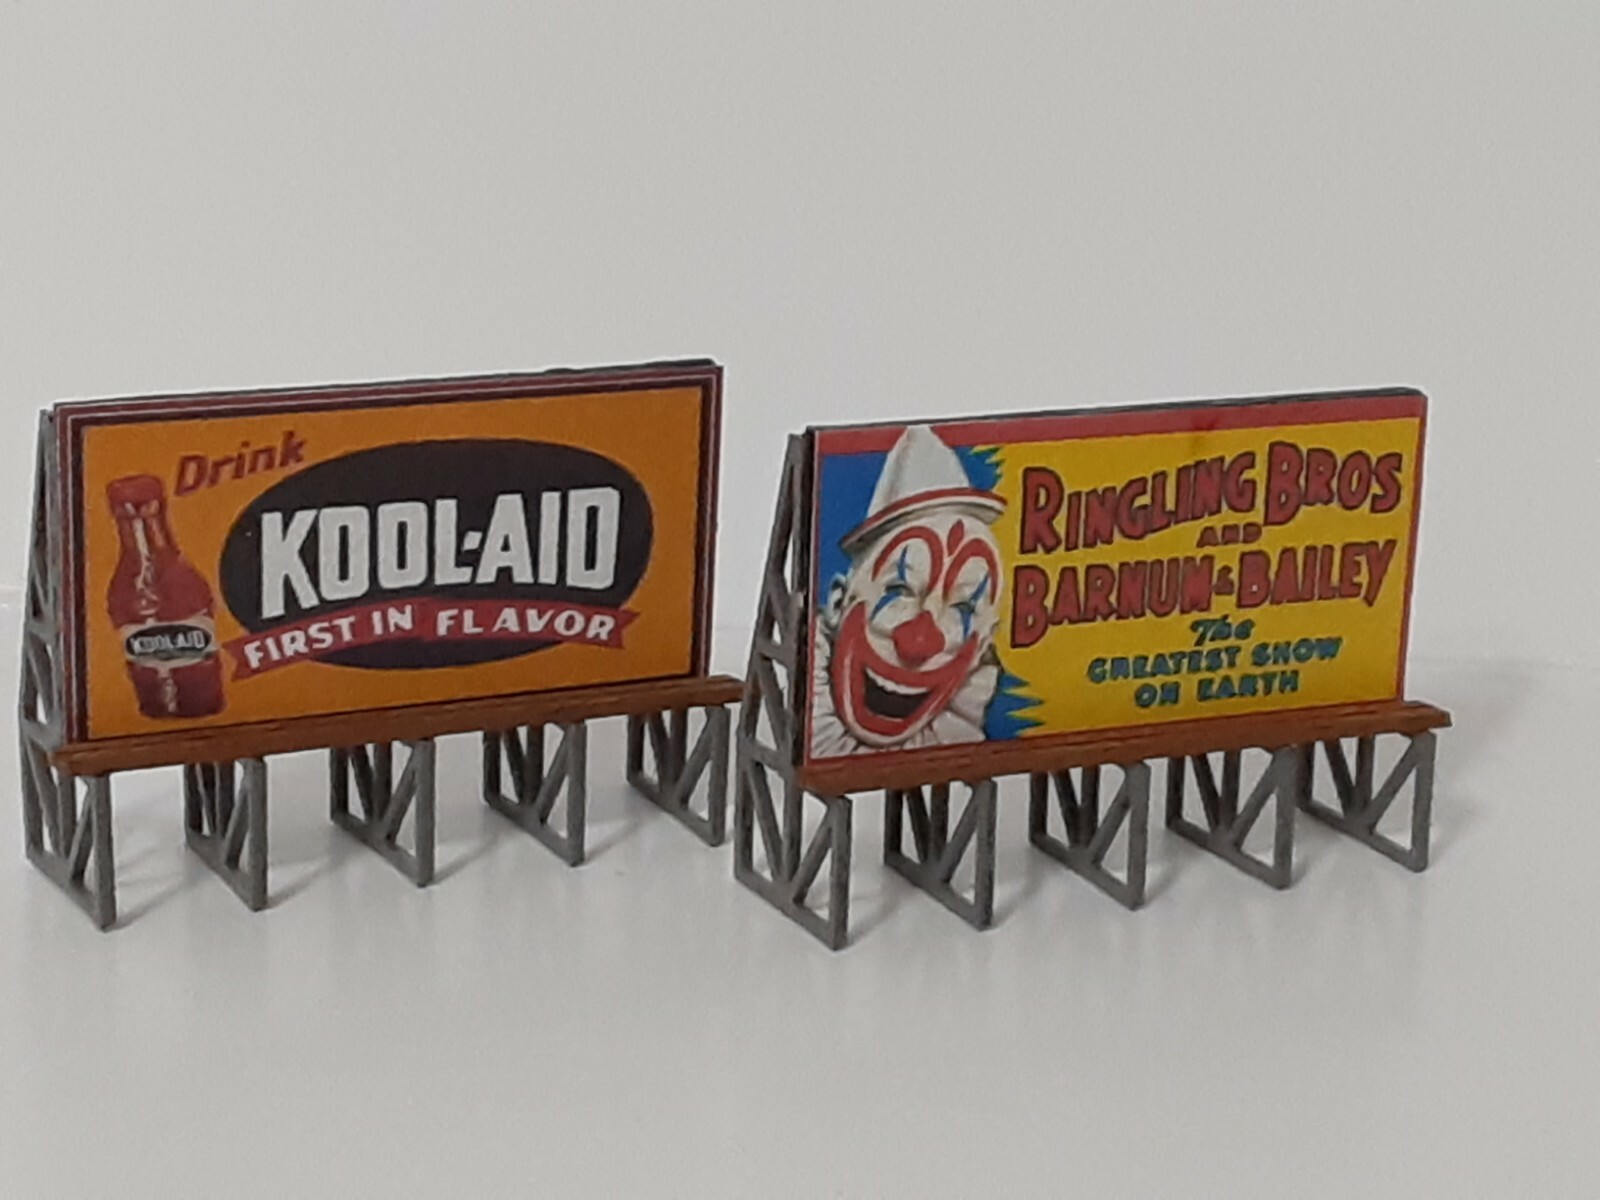 Drink
KOOL-AID
FIRST IN FLAVOR
KOOL-AID
RINGLING BROS
AND
BARNUM & BAILEY
The
GREATEST SHOW
ON EARTH